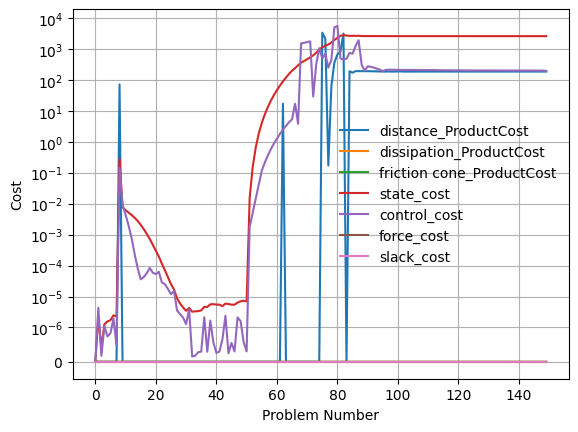 10⁴
10³
10²
10¹
10⁰
10⁻¹
10⁻²
10⁻³
10⁻⁴
10⁻⁵
10⁻⁶
0
Cost
distance_ProductCost
dissipation_ProductCost
friction cone_ProductCost
state_cost
control_cost
force_cost
slack_cost
0 20 40 60 80 100 120 140
Problem Number